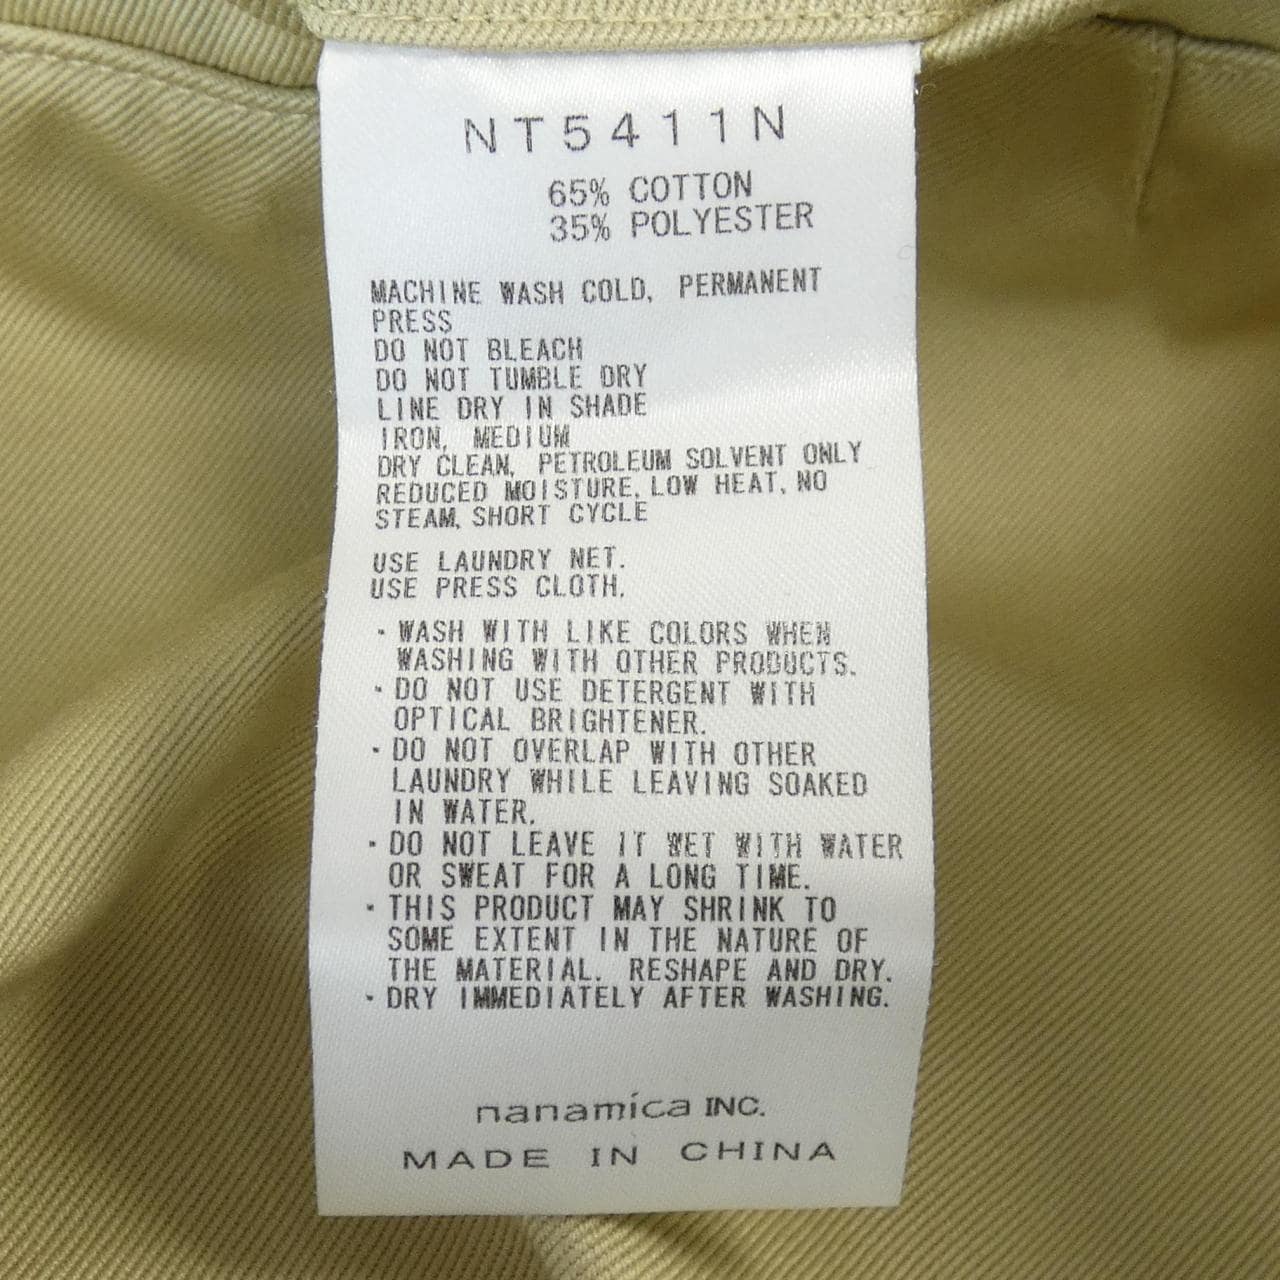 NT5411N
65% COTTON
35% POLYESTER
MACHINE WASH COLD, PERMANENT
PRESS
DO NOT BLEACH
DO NOT TUMBLE DRY
LINE DRY IN SHADE
IRON, MEDIUM
DRY CLEAN, PETROLEUM SOLVENT ONLY
REDUCED MOISTURE, LOW HEAT, NO
STEAM, SHORT CYCLE
USE LAUNDRY NET.
USE PRESS CLOTH.
・WASH WITH LIKE COLORS WHEN
WASHING WITH OTHER PRODUCTS.
・DO NOT USE DETERGENT WITH
OPTICAL BRIGHTENER.
・DO NOT OVERLAP WITH OTHER
LAUNDRY WHILE LEAVING SOAKED
IN WATER.
・DO NOT LEAVE IT WET WITH WATER
OR SWEAT FOR A LONG TIME.
・THIS PRODUCT MAY SHRINK TO
SOME EXTENT IN THE NATURE OF
THE MATERIAL. RESHAPE AND DRY.
・DRY IMMEDIATELY AFTER WASHING.
nanamica INC.
MADE IN CHINA